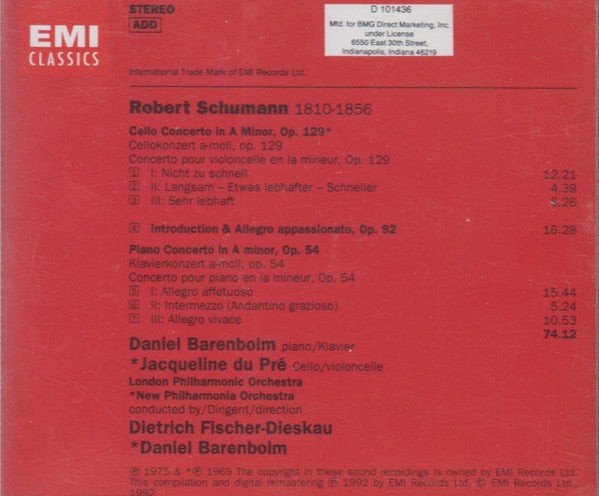 EMI
CLASSICS
STEREO
ADD
D 101436
Mfd. for BMG Direct Marketing, Inc.
under License
6550 East 30th Street,
Indianapolis, Indiana 46219
International Trade Mark of EMI Records Ltd.
Robert Schumann 1810-1856
Cello Concerto in A Minor, Op. 129*
Cellokonzert a-moll, op. 129
Concerto pour violoncelle en la mineur, Op. 129
1 I: Nicht zu schnell 12.21
2 II: Langsam – Etwas lebhafter – Schneller 4.39
3 III: Sehr lebhaft 8.26
4 Introduction & Allegro appassionato, Op. 92 16.28
Piano Concerto in A minor, Op. 54
Klavierkonzert a-moll, op. 54
Concerto pour piano en la mineur, Op. 54
5 I: Allegro affetuoso 15.44
6 II: Intermezzo (Andantino grazioso) 5.24
7 III: Allegro vivace 10.53
74.12
Daniel Barenboim piano/Klavier
*Jacqueline du Pré Cello/violoncelle
London Philharmonic Orchestra
*New Philharmonia Orchestra
conducted by/Dirigent/direction
Dietrich Fischer-Dieskau
*Daniel Barenboim
℗ 1975 & *℗ 1969 The copyright in these sound recordings is owned by EMI Records Ltd.
This compilation and digital remastering ℗ 1992 by EMI Records Ltd. © EMI Records Ltd.,
1992